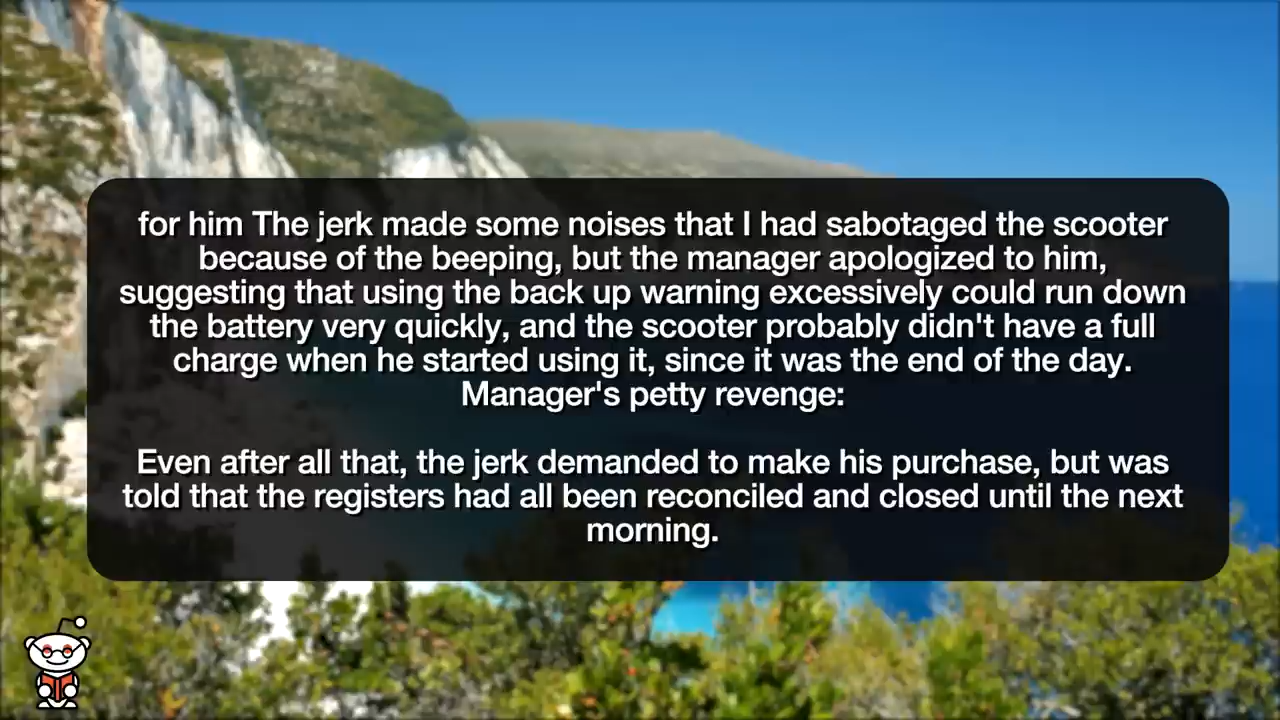 for him The jerk made some noises that I had sabotaged the scooter
because of the beeping, but the manager apologized to him,
suggesting that using the back up warning excessively could run down
the battery very quickly, and the scooter probably didn't have a full
charge when he started using it, since it was the end of the day.
Manager's petty revenge:
Even after all that, the jerk demanded to make his purchase, but was
told that the registers had all been reconciled and closed until the next
morning.